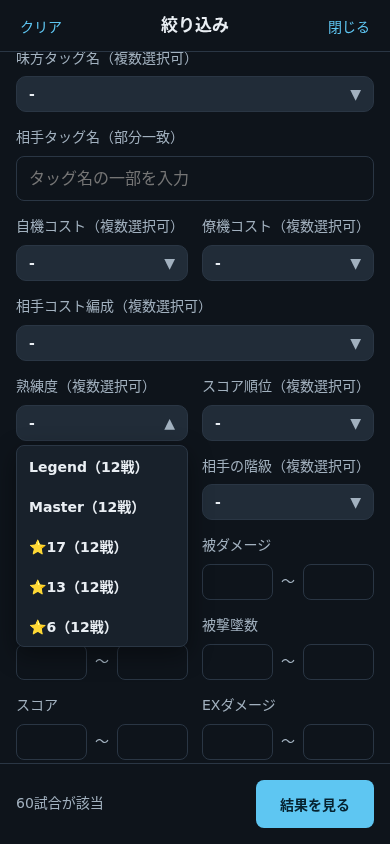 クリア
絞り込み
閉じる
味方タッグ名（複数選択可）
- ▼
相手タッグ名（部分一致）
タッグ名の一部を入力
自機コスト（複数選択可）
僚機コスト（複数選択可）
- ▼
- ▼
相手コスト編成（複数選択可）
- ▼
熟練度（複数選択可）
スコア順位（複数選択可）
- ▲
- ▼
Legend（12戦）
Master（12戦）
⭐17（12戦）
⭐13（12戦）
⭐6（12戦）
相手の階級（複数選択可）
- ▼
被ダメージ
〜
被撃墜数
〜
〜
スコア
EXダメージ
〜
〜
60試合が該当
結果を見る